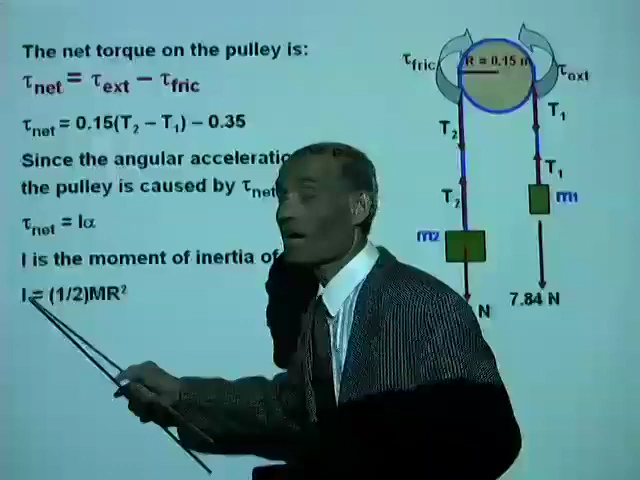 The net torque on the pulley is:
τnet = τext − τfric
τnet = 0.15(T2 − T1) − 0.35
Since the angular
the pulley is caused by τnet
τnet = Iα
I is the moment of inertia of
I = (1/2)MR²
τfric
R = 0.15
τext
T2
T1
T2
T1
m1
m2
N
7.84 N